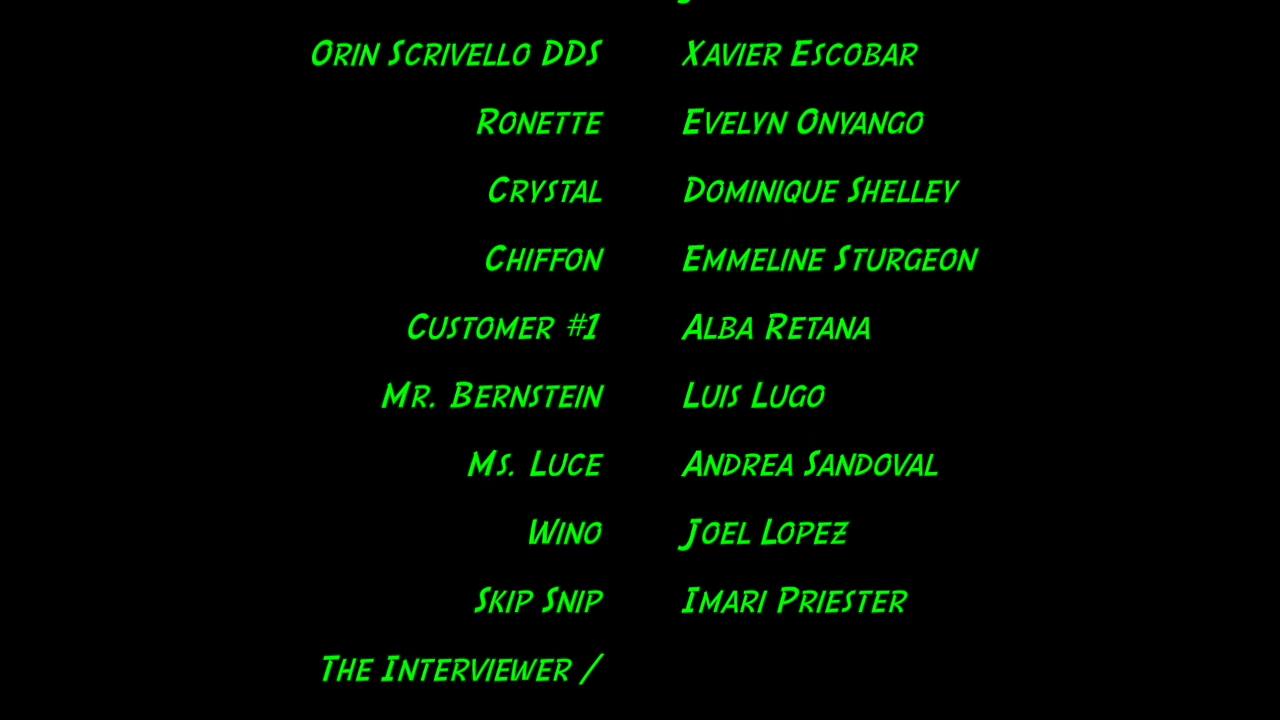 Orin Scrivello DDS Xavier Escobar
Ronette Evelyn Onyango
Crystal Dominique Shelley
Chiffon Emmeline Sturgeon
Customer #1 Alba Retana
Mr. Bernstein Luis Lugo
Ms. Luce Andrea Sandoval
Wino Joel Lopez
Skip Snip Imari Priester
The Interviewer /